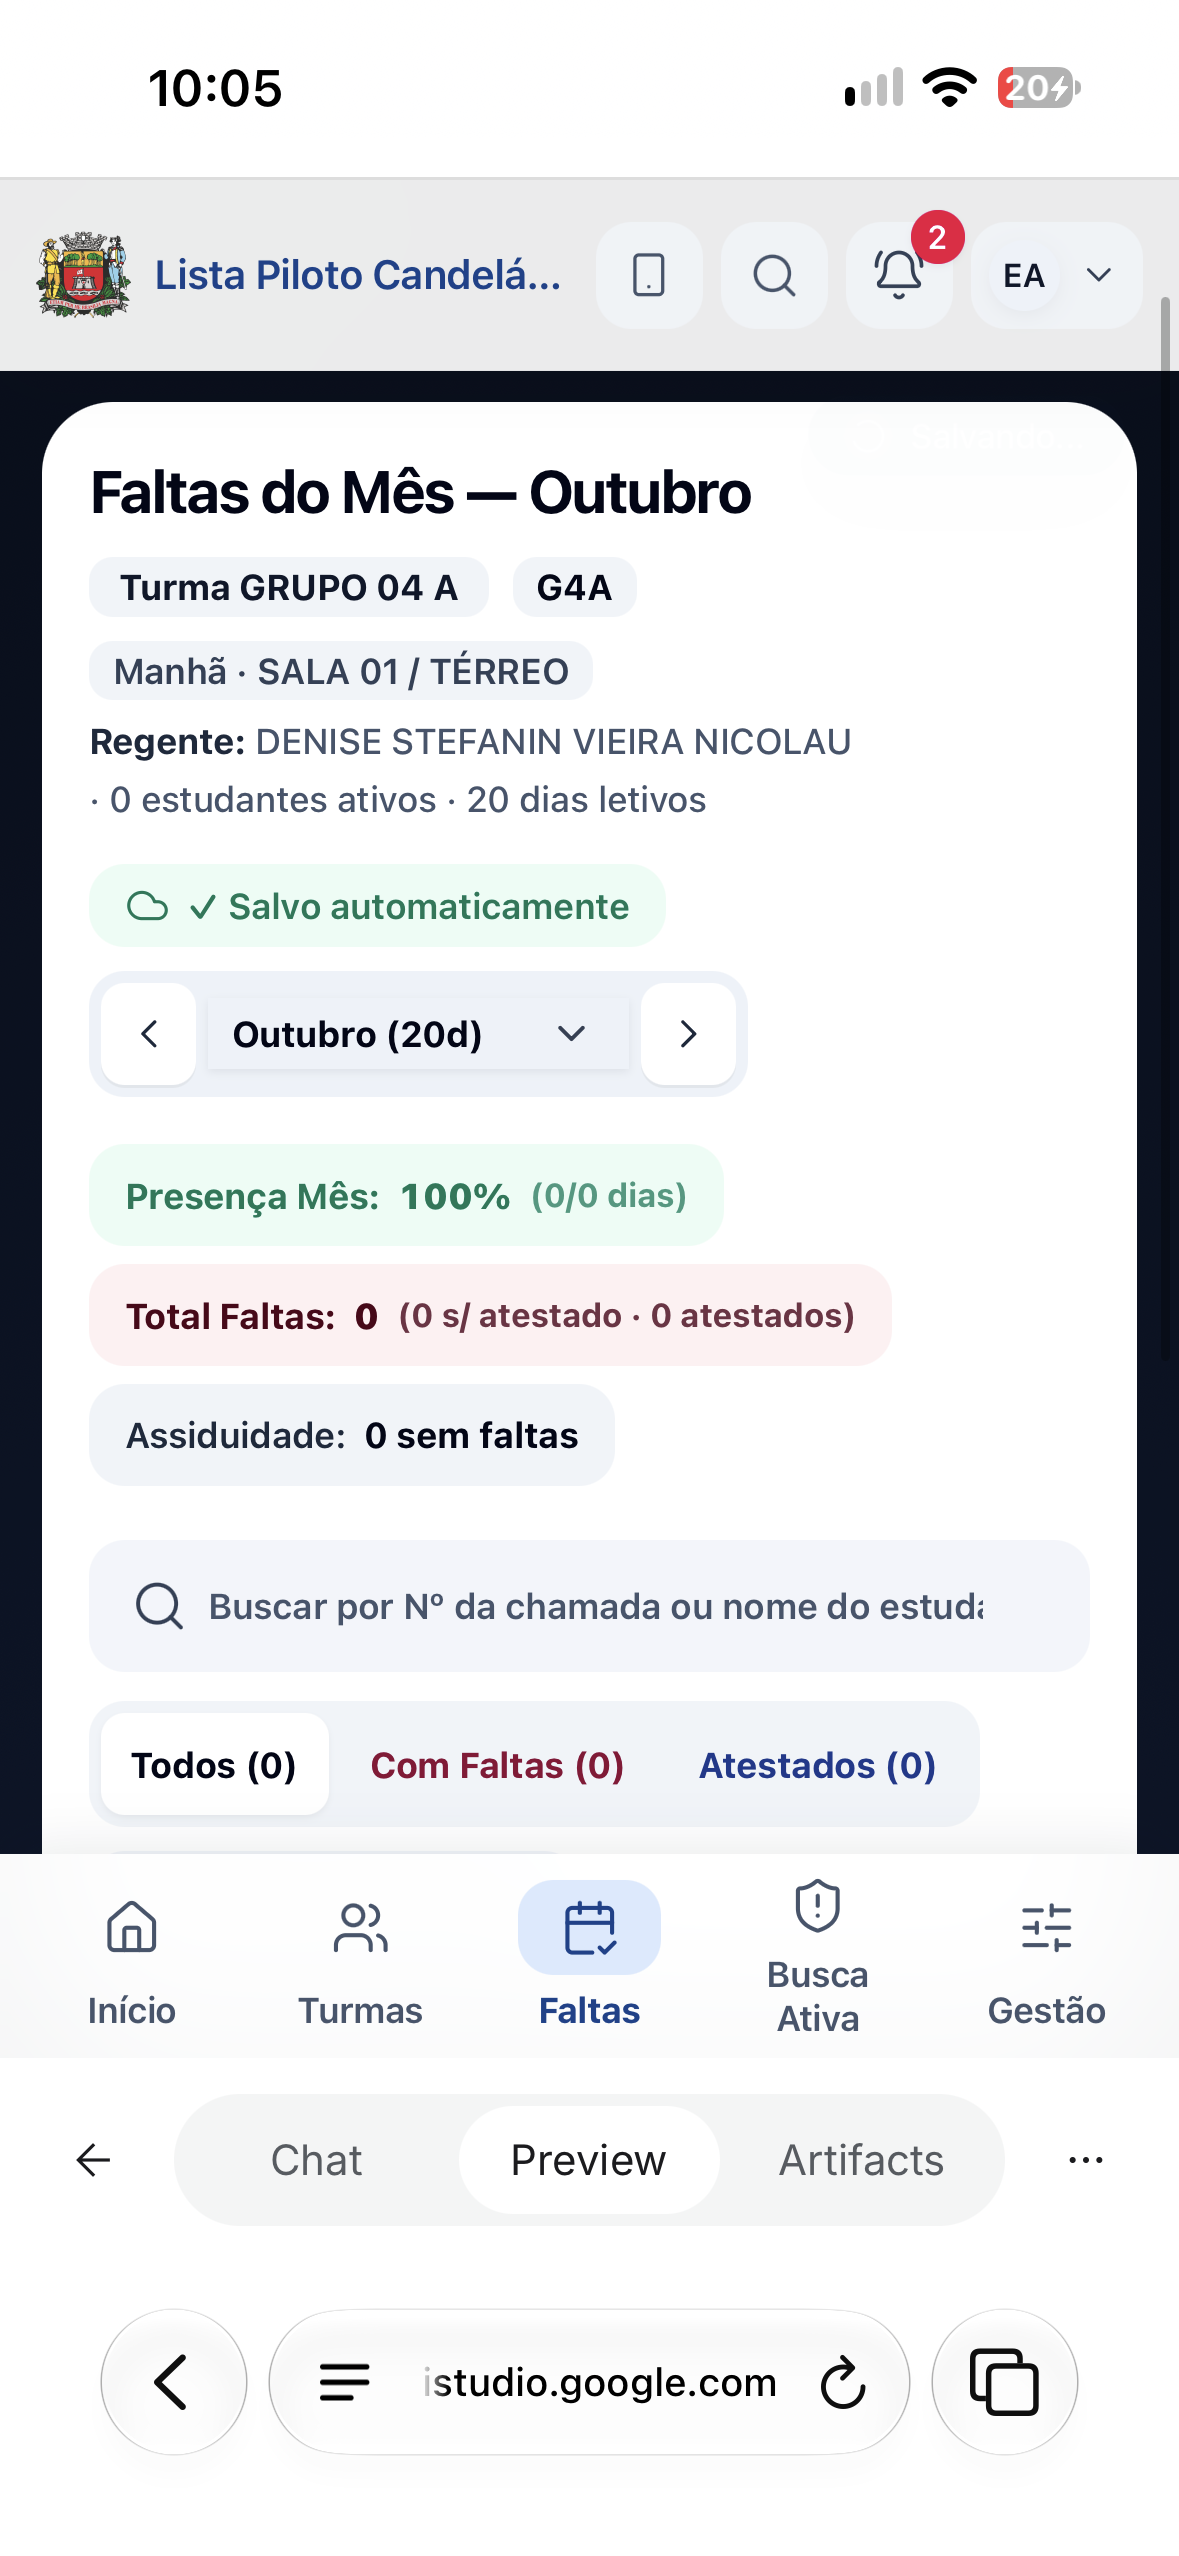 10:05
20
Lista Piloto Candelá...
2
EA
Salvando
Faltas do Mês — Outubro
Turma GRUPO 04 A
G4A
Manhã · SALA 01 / TÉRREO
Regente: DENISE STEFANIN VIEIRA NICOLAU
· 0 estudantes ativos · 20 dias letivos
✓ Salvo automaticamente
Outubro (20d)
Presença Mês: 100% (0/0 dias)
Total Faltas: 0 (0 s/ atestado · 0 atestados)
Assiduidade: 0 sem faltas
Buscar por Nº da chamada ou nome do estuda
Todos (0)
Com Faltas (0)
Atestados (0)
Início
Turmas
Faltas
Busca
Ativa
Gestão
Chat
Preview
Artifacts
istudio.google.com